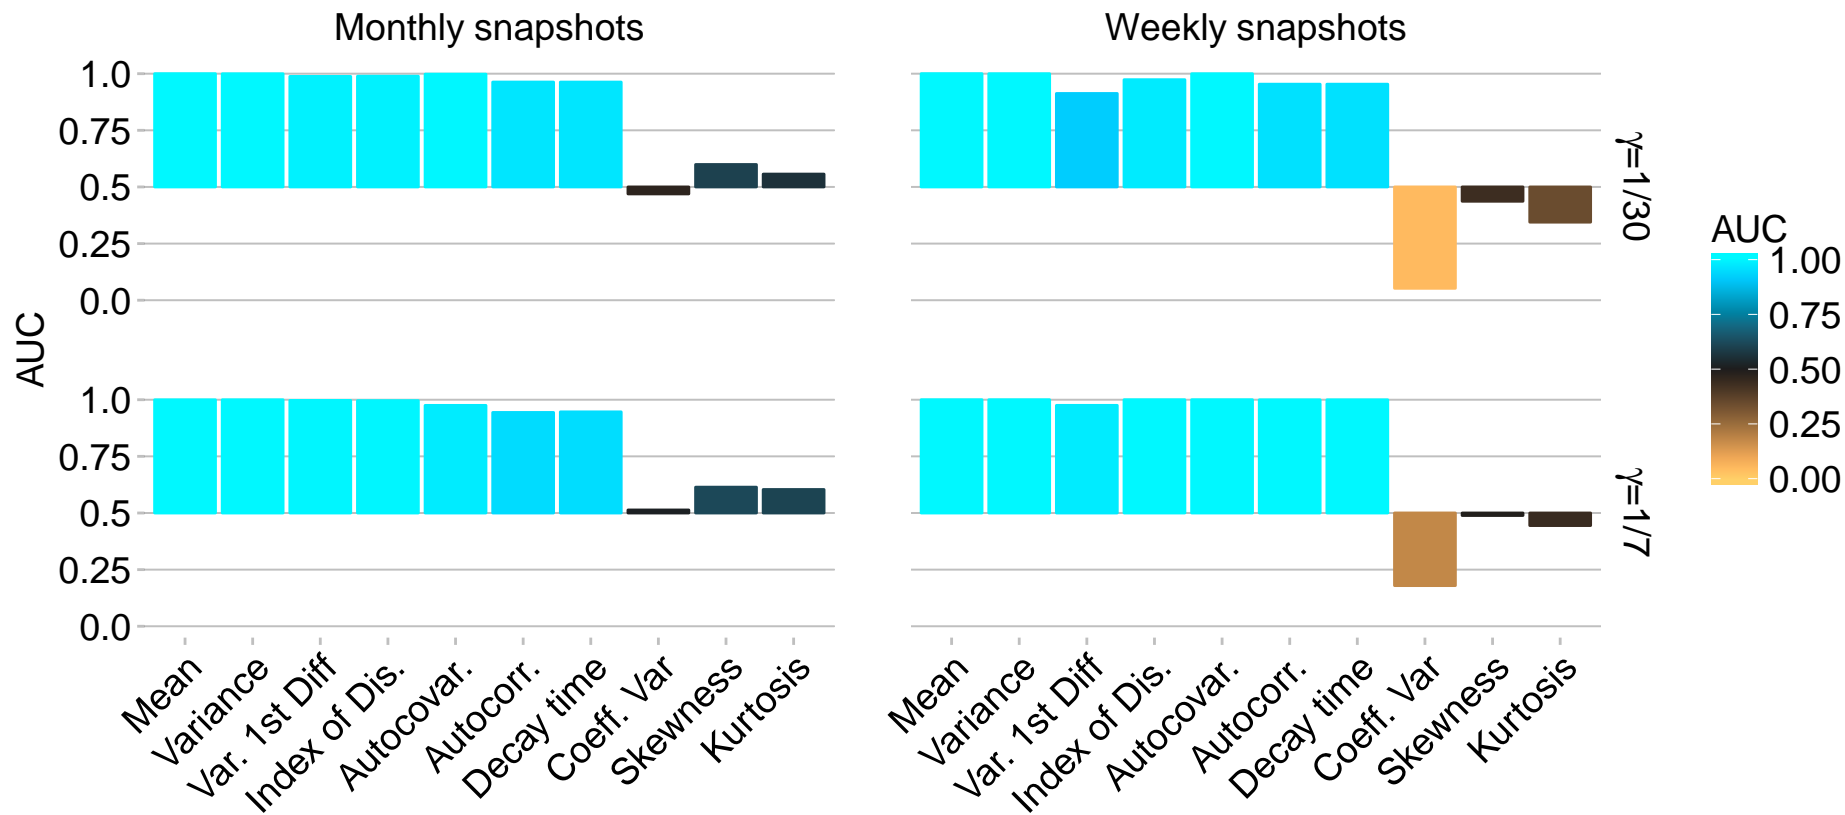 Monthly snapshots
Weekly snapshots
AUC
1.0
0.75
0.5
0.25
0.0
γ=1/30
1.0
0.75
0.5
0.25
0.0
γ=1/7
Mean
Variance
Var. 1st Diff
Index of Dis.
Autocovar.
Autocorr.
Decay time
Coeff. Var
Skewness
Kurtosis
Mean
Variance
Var. 1st Diff
Index of Dis.
Autocovar.
Autocorr.
Decay time
Coeff. Var
Skewness
Kurtosis
AUC
1.00
0.75
0.50
0.25
0.00